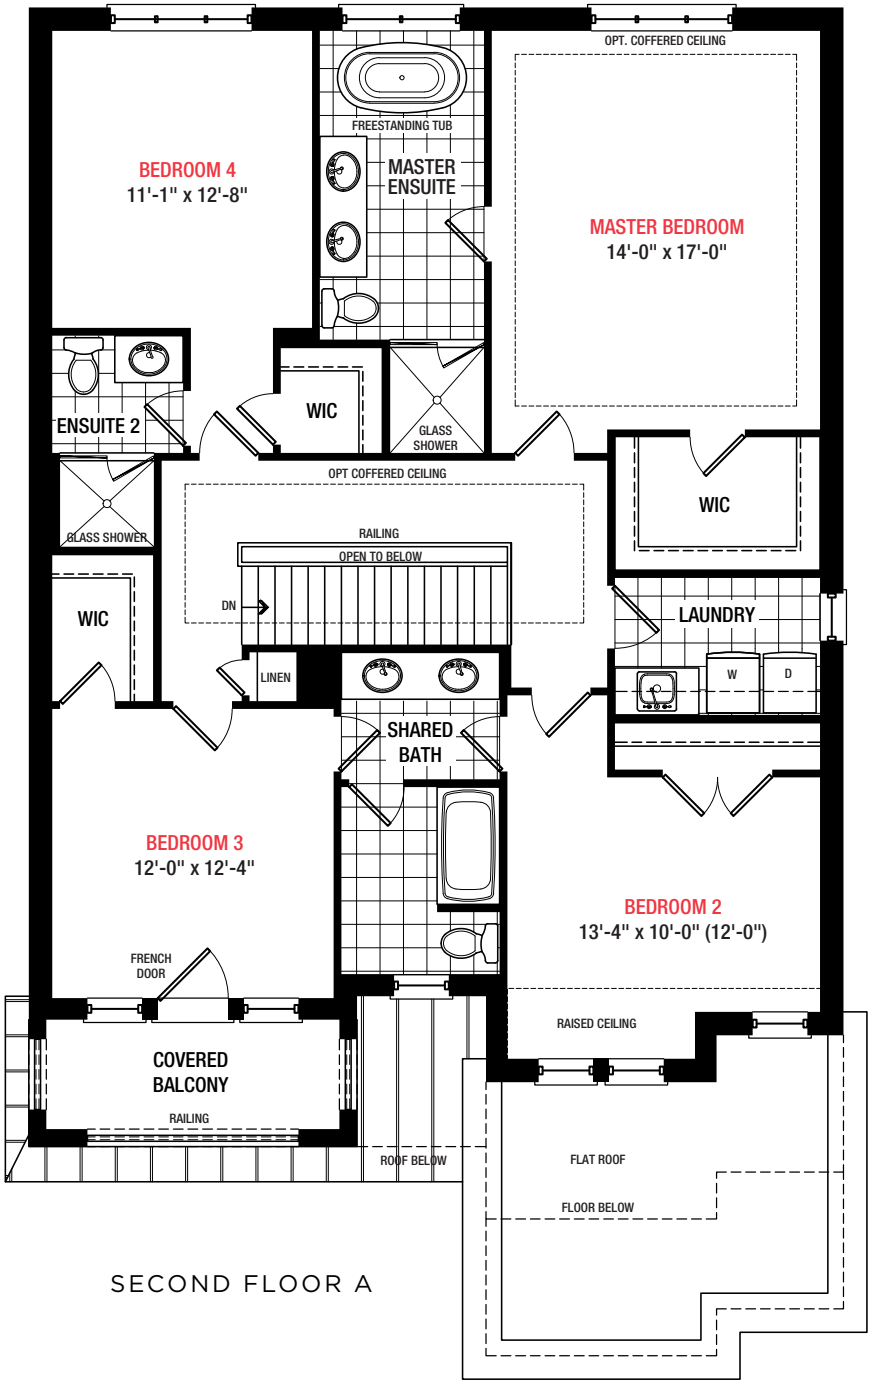 OPT. COFFERED CEILING
FREESTANDING TUB
BEDROOM 4
11'-1" x 12'-8"
MASTER
ENSUITE
MASTER BEDROOM
14'-0" x 17'-0"
ENSUITE 2
WIC
GLASS
SHOWER
OPT COFFERED CEILING
WIC
GLASS SHOWER
RAILING
OPEN TO BELOW
DN
WIC
LAUNDRY
LINEN
W
D
SHARED
BATH
BEDROOM 3
12'-0" x 12'-4"
BEDROOM 2
13'-4" x 10'-0" (12'-0")
FRENCH
DOOR
RAISED CEILING
COVERED
BALCONY
RAILING
ROOF BELOW
FLAT ROOF
FLOOR BELOW
SECOND FLOOR A